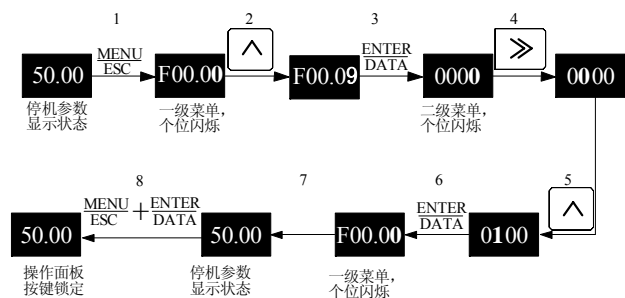 1 2 3 4
50.00 MENU/ESC F00.00 ∧ F00.09 ENTER/DATA 0000 ≫ 0000
停机参数
显示状态
一级菜单，
个位闪烁
二级菜单，
个位闪烁
8 7 6 5
50.00 MENU/ESC+ENTER/DATA 50.00 F00.00 ENTER/DATA 0100 ∧
操作面板
按键锁定
停机参数
显示状态
一级菜单，
个位闪烁